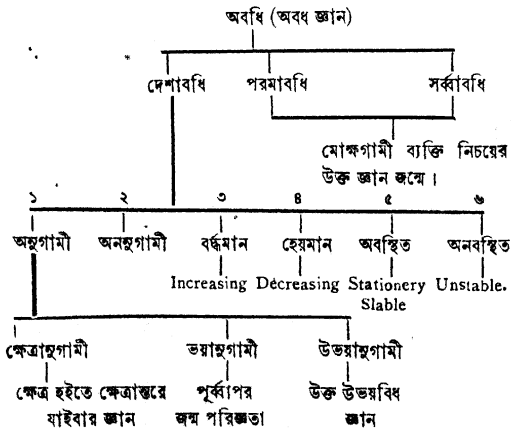 অবধি (অবধ জ্ঞান)
দেশাবধি পরমাবধি সর্ব্বাবধি
মোক্ষগামী ব্যক্তি নিচয়ের
উক্ত জ্ঞান জন্মে।
১ ২ ৩ ৪ ৫ ৬
অনুগামী অননুগামী বর্দ্ধমান হেয়মান অবস্থিত অনবস্থিত
Increasing Decreasing Stationery Unstable.
Slable
ক্ষেত্রানুগামী ভয়ানুগামী উভয়ানুগামী
ক্ষেত্র হইতে ক্ষেত্রান্তরে পূর্ব্বাপর উক্ত উভয়বিধ
যাইবার জ্ঞান জন্ম পরিজ্ঞতা জ্ঞান